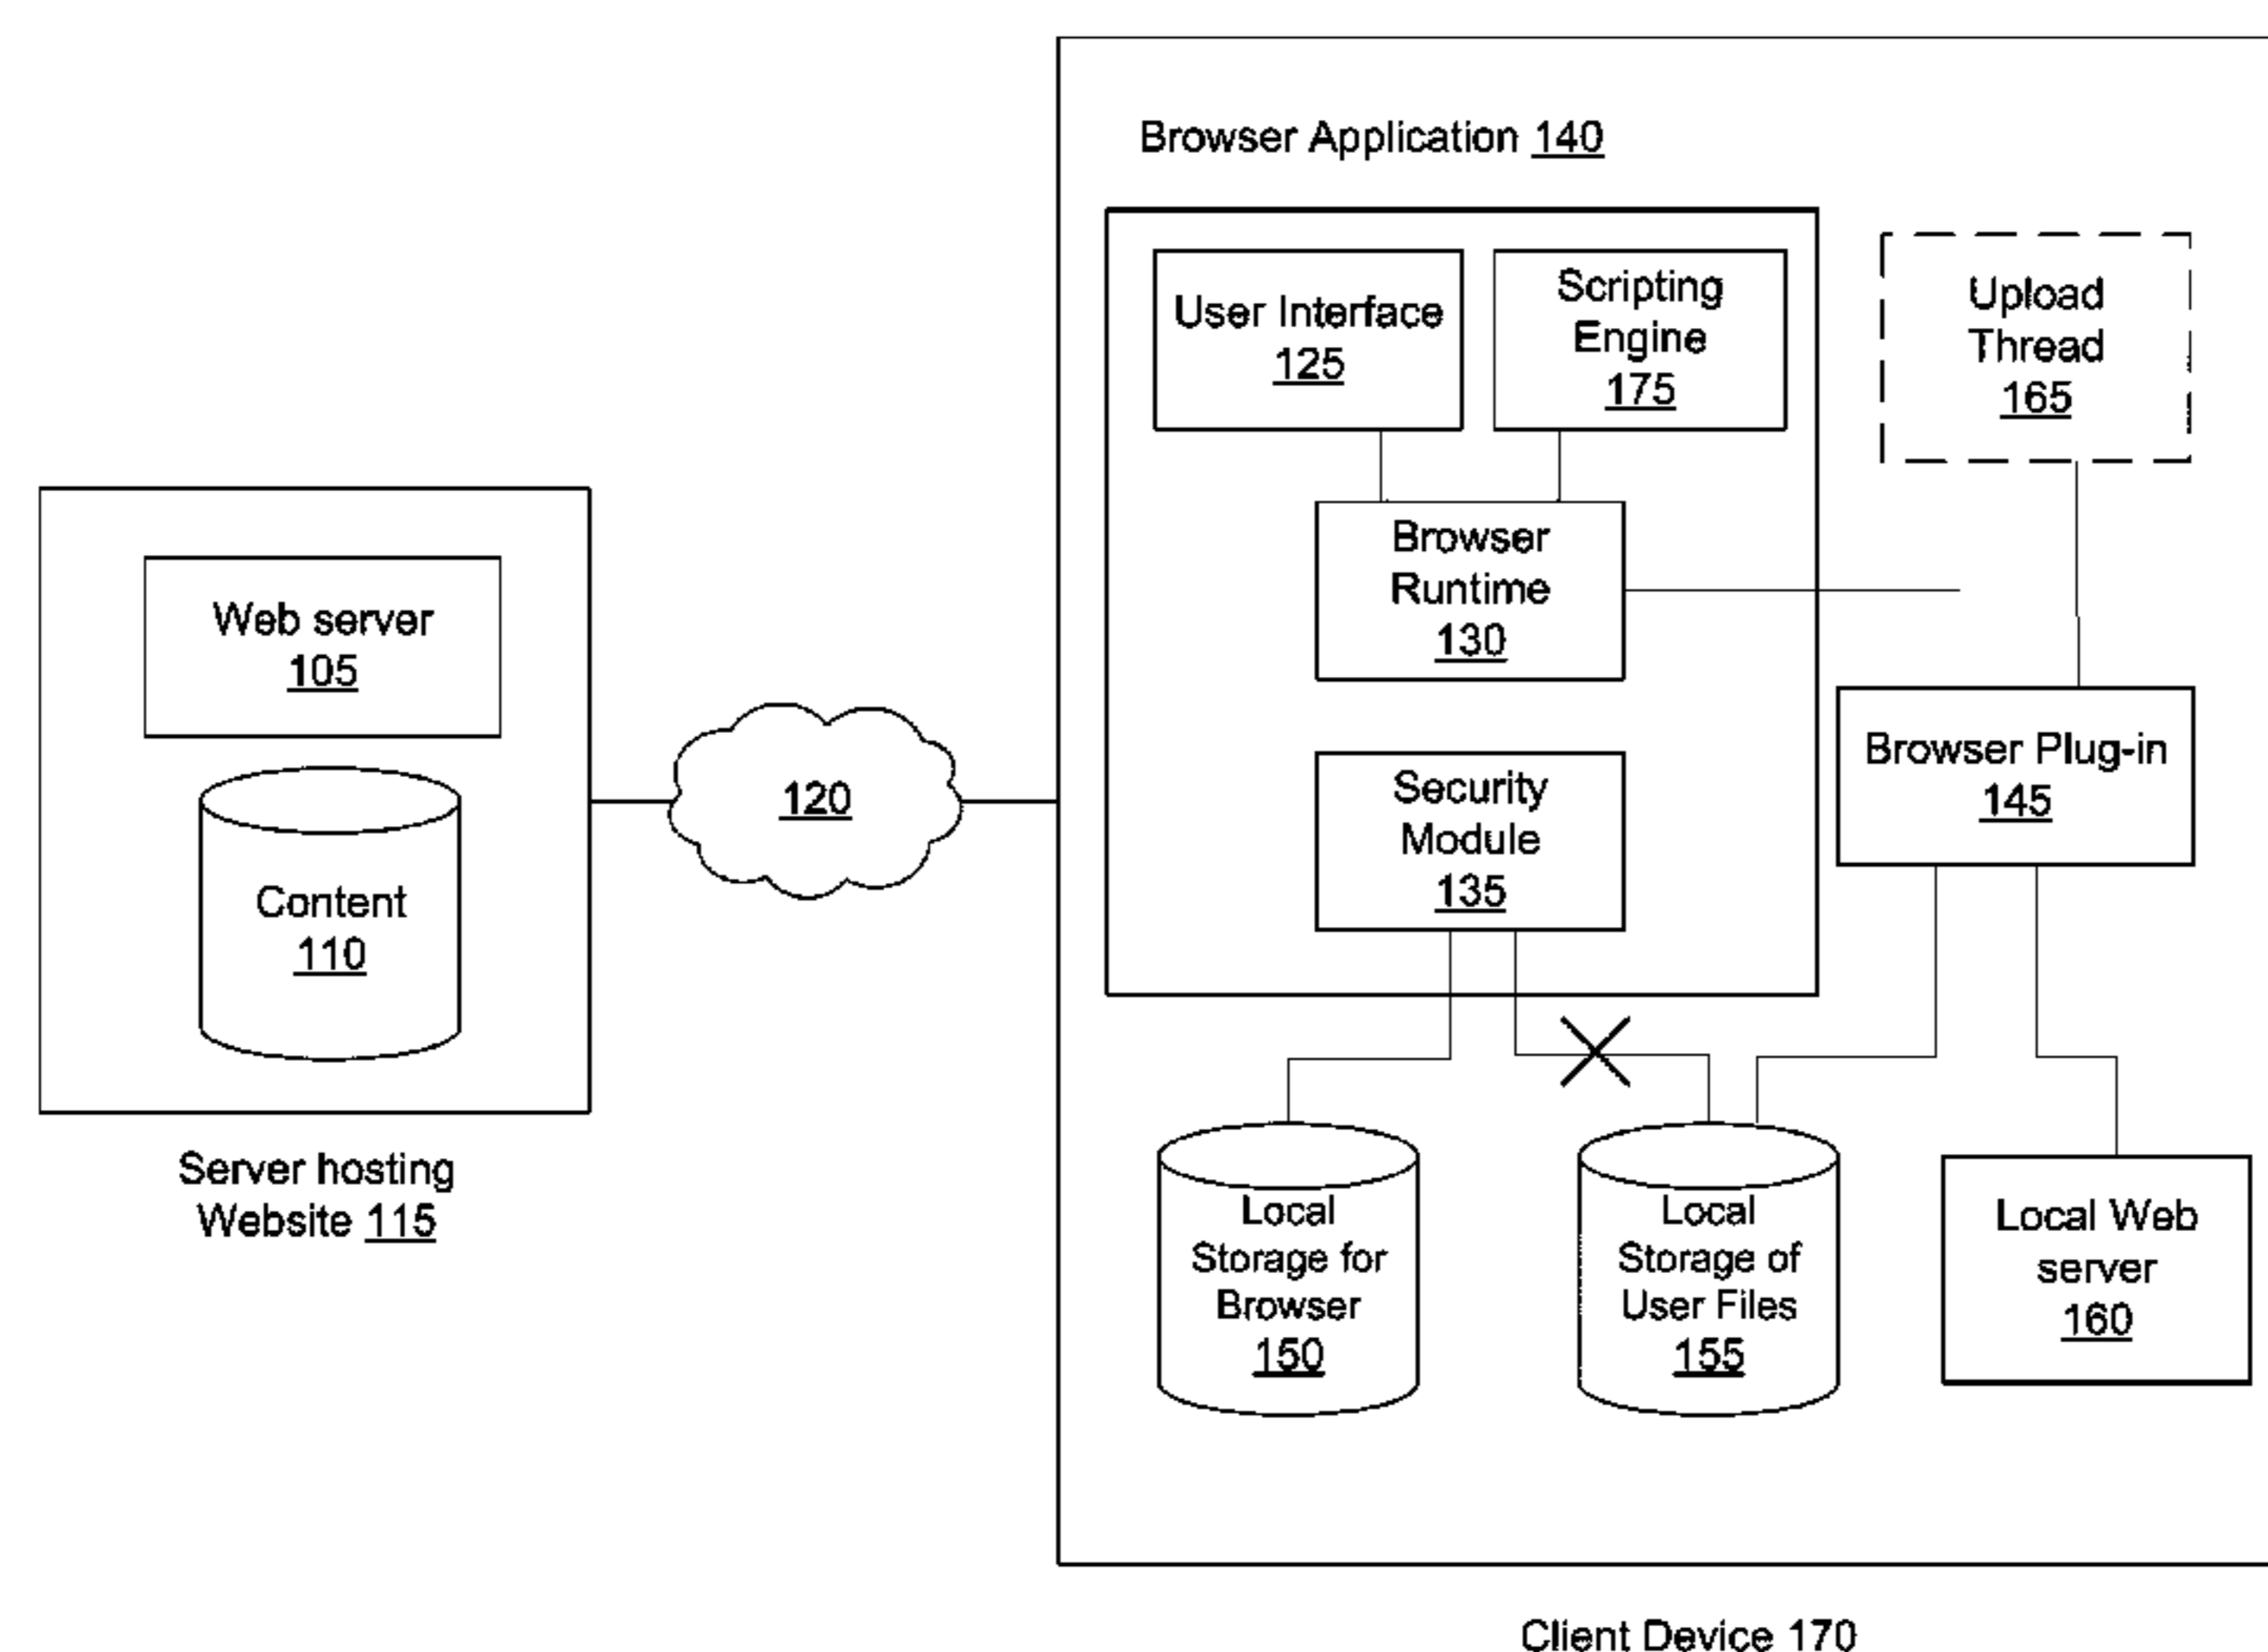 Browser Application 140
User Interface
125
Scripting
Engine
175
Upload
Thread
165
Browser
Runtime
130
Web server
105
Content
110
Server hosting
Website 115
120
Security
Module
135
Browser Plug-in
145
Local
Storage for
Browser
150
Local
Storage of
User Files
155
Local Web
server
160
Client Device 170